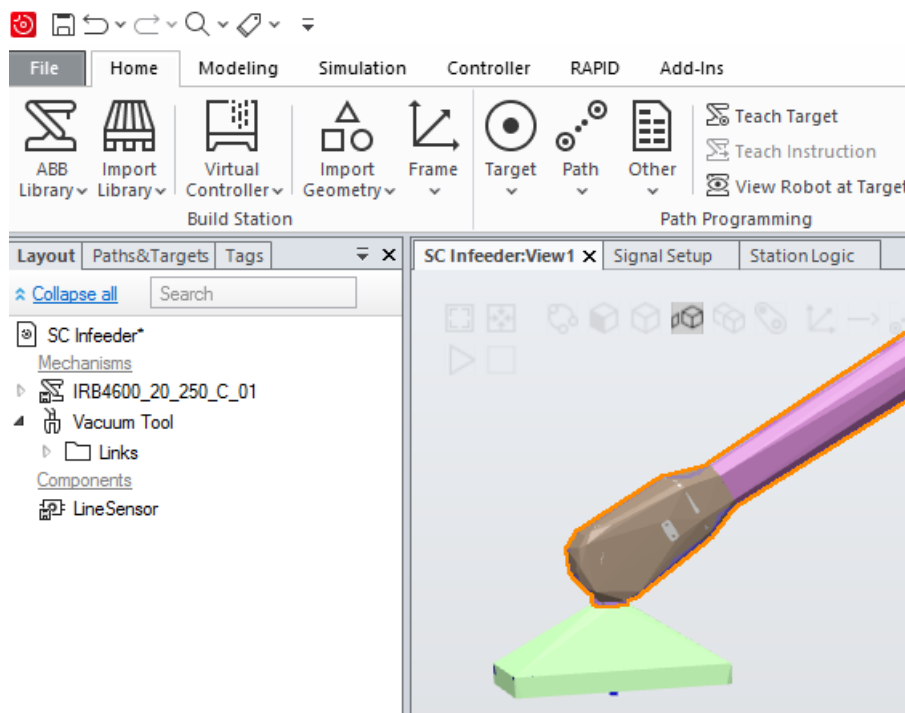 File Home Modeling Simulation Controller RAPID Add-Ins
ABB Library
Import Library
Virtual Controller
Import Geometry
Frame
Target
Path
Other
Teach Target
Teach Instruction
View Robot at Target
Build Station
Path Programming
Layout Paths&Targets Tags
SC Infeeder:View1 Signal Setup Station Logic
Collapse all Search
SC Infeeder*
Mechanisms
IRB4600_20_250_C_01
Vacuum Tool
Links
Components
LineSensor